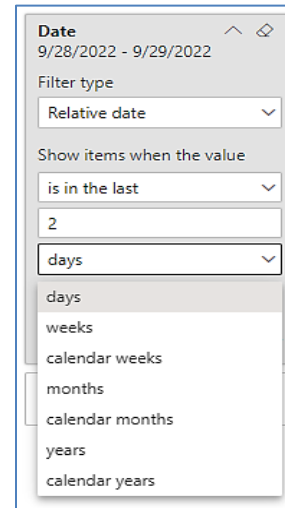 Date
9/28/2022 - 9/29/2022
Filter type
Relative date
Show items when the value
is in the last
2
days
days
weeks
calendar weeks
months
calendar months
years
calendar years